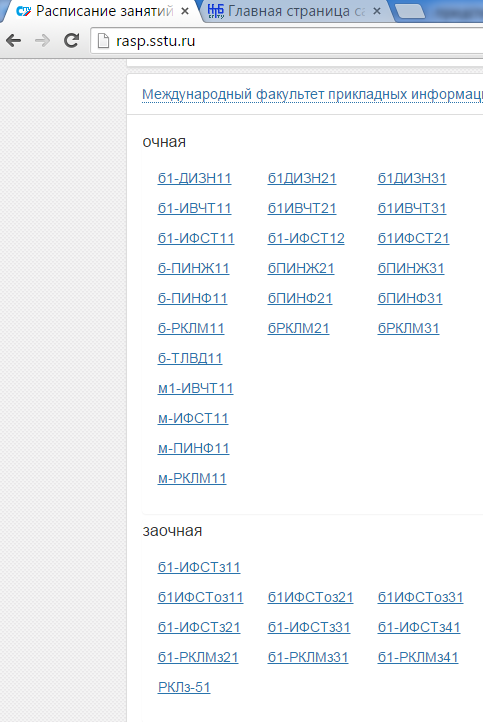 Расписание занятий
Главная страница са
rasp.sstu.ru
Международный факультет прикладных информаци
очная
б1-ДИЗН11 б1ДИЗН21 б1ДИЗН31
б1-ИВЧТ11 б1ИВЧТ21 б1ИВЧТ31
б1-ИФСТ11 б1-ИФСТ12 б1ИФСТ21
б-ПИНЖ11 бПИНЖ21 бПИНЖ31
б-ПИНФ11 бПИНФ21 бПИНФ31
б-РКЛМ11 бРКЛМ21 бРКЛМ31
б-ТЛВД11
м1-ИВЧТ11
м-ИФСТ11
м-ПИНФ11
м-РКЛМ11
заочная
б1-ИФСТз11
б1ИФСТоз11 б1ИФСТоз21 б1ИФСТоз31
б1-ИФСТз21 б1-ИФСТз31 б1-ИФСТз41
б1-РКЛМз21 б1-РКЛМз31 б1-РКЛМз41
РКЛз-51